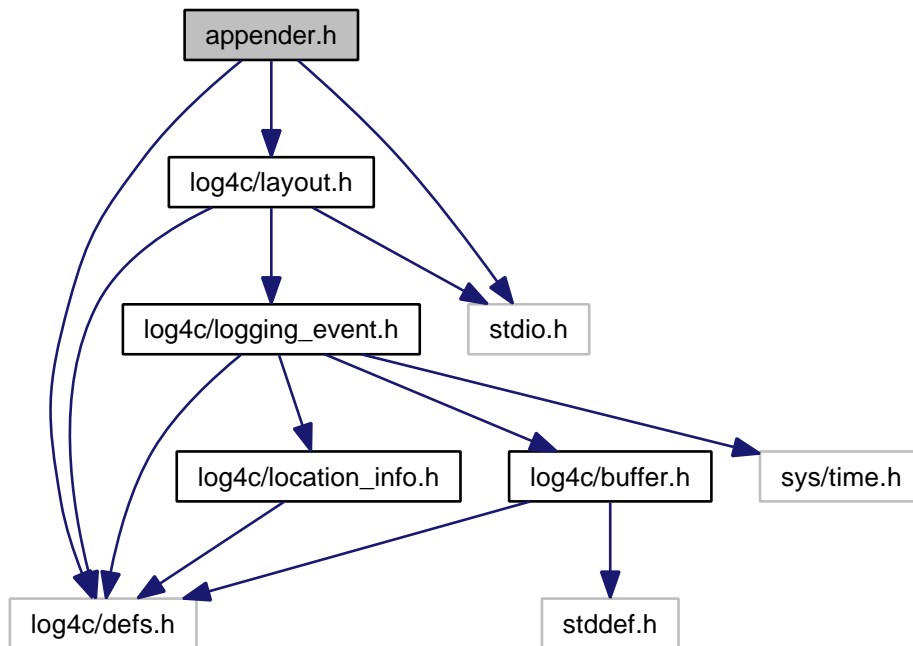 appender.h
log4c/layout.h
log4c/logging_event.h
stdio.h
log4c/location_info.h
log4c/buffer.h
sys/time.h
log4c/defs.h
stddef.h